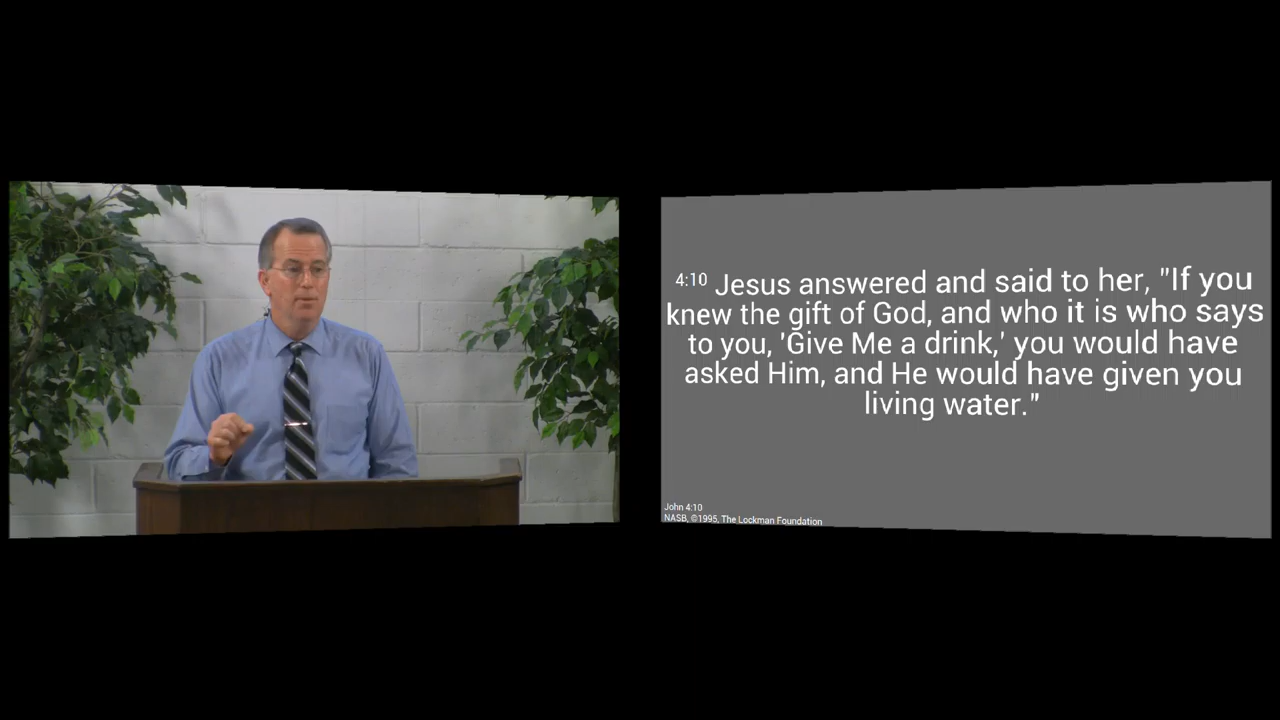 4:10 Jesus answered and said to her, "If you
knew the gift of God, and who it is who says
to you, 'Give Me a drink,' you would have
asked Him, and He would have given you
living water."
John 4:10
NASB, ©1995, The Lockman Foundation